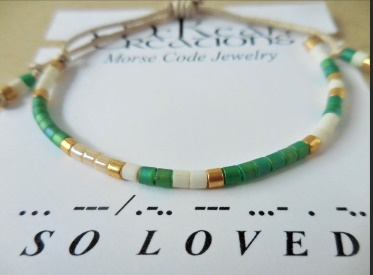 Creations
Morse Code Jewelry
... --- / .-.. --- ...- . -..
SO LOVED